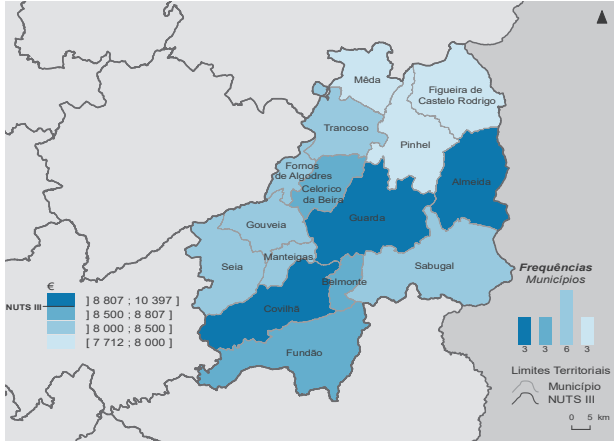 Mêda
Figueira de
Castelo Rodrigo
Trancoso
Pinhel
Fornos
de Algodres
Almeida
Celorico
da Beira
Guarda
Gouveia
Manteigas
Seia
Sabugal
Belmonte
Covilhã
Fundão
€
NUTS III
] 8 807 ; 10 397 ]
] 8 500 ; 8 807 ]
] 8 000 ; 8 500 ]
[ 7 712 ; 8 000 ]
Frequências
Municípios
3 3 6 3
Limites Territoriais
Município
NUTS III
0 5 km